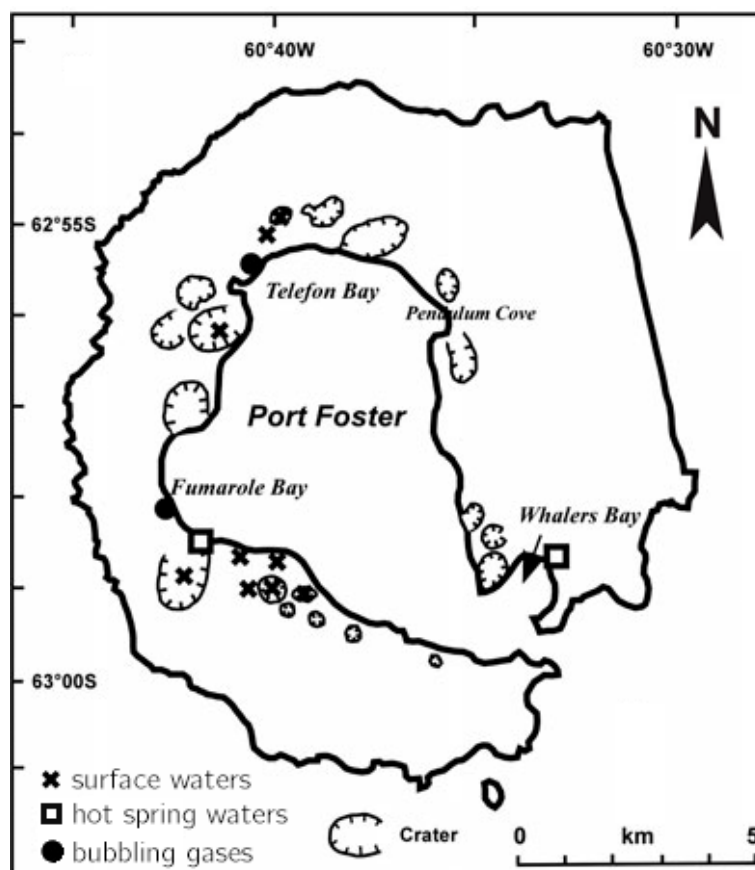 60°40W
60°30W
N
62°55S
Telefon Bay
Pendulum Cove
Port Foster
Fumarole Bay
Whalers Bay
63°00S
surface waters
hot spring waters
bubbling gases
Crater
0 km 5